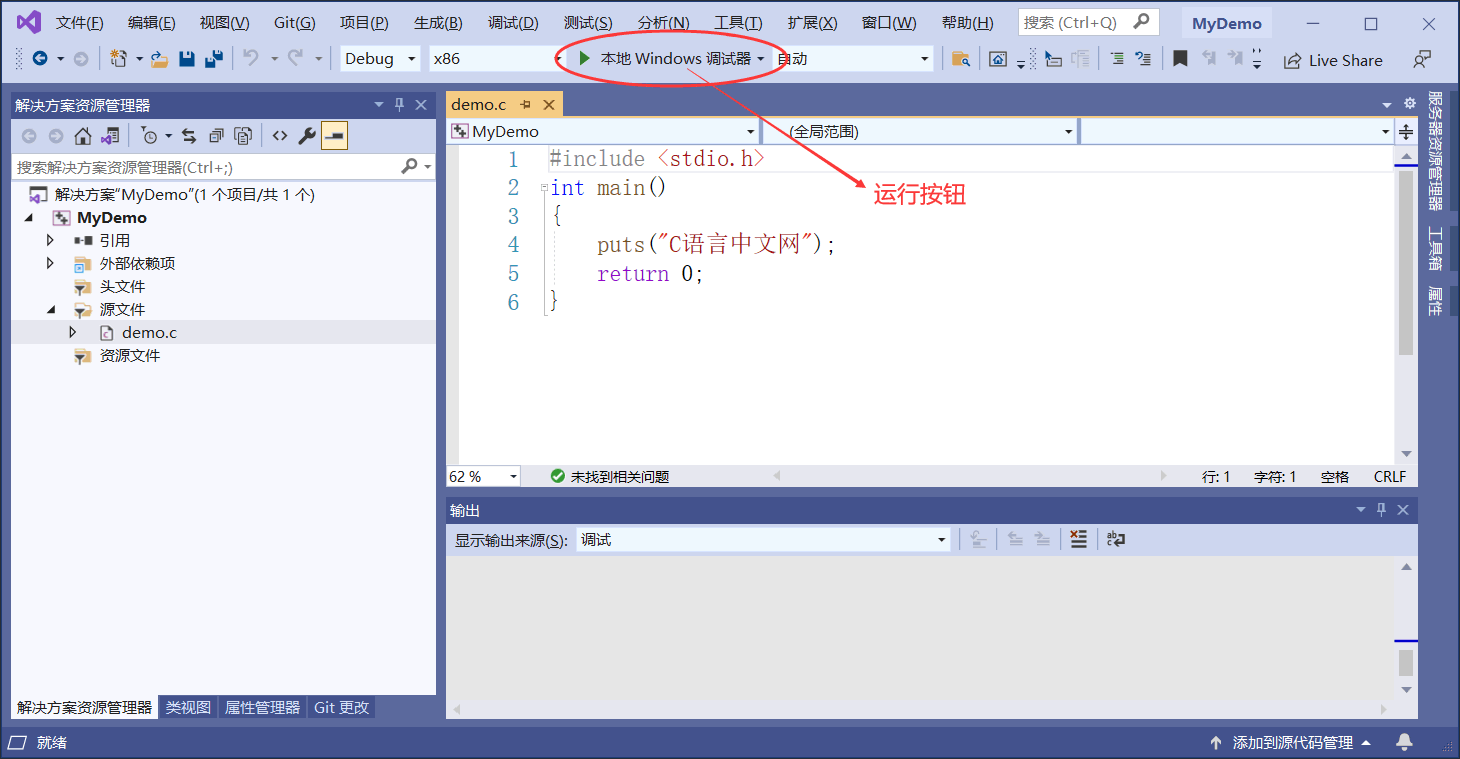 文件(F) 编辑(E) 视图(V) Git(G) 项目(P) 生成(B) 调试(D) 测试(S) 分析(N) 工具(T) 扩展(X) 窗口(W) 帮助(H) 搜索 (Ctrl+Q) MyDemo
Debug x86 本地 Windows 调试器 自动 Live Share
解决方案资源管理器
搜索解决方案资源管理器(Ctrl+;)
解决方案“MyDemo”(1 个项目/共 1 个)
MyDemo
引用
外部依赖项
头文件
源文件
demo.c
资源文件
解决方案资源管理器 类视图 属性管理器 Git 更改
demo.c
MyDemo (全局范围)
1 #include <stdio.h>
2 int main()
3 {
4 puts("C语言中文网");
5 return 0;
6 }
运行按钮
62 % 未找到相关问题 行: 1 字符: 1 空格 CRLF
输出
显示输出来源(S): 调试
服务器资源管理器
工具箱
属性
就绪 添加到源代码管理